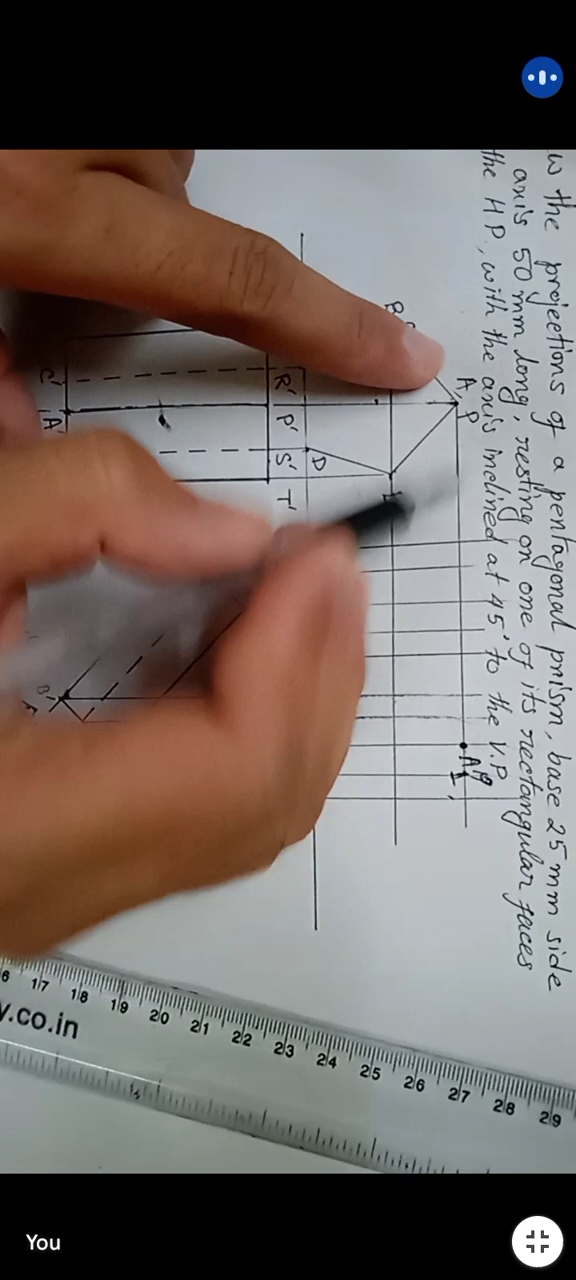 w the projections of a pentagonal prism, base 25 mm side
axis 50 mm long, resting on one of its rectangular faces
the HP, with the axis inclined at 45° to the V.P.
A, P
R' P' S' T'
D
C' A'
B'
16 17 18 19 20 21 22 23 24 25 26 27 28 29
y.co.in
You